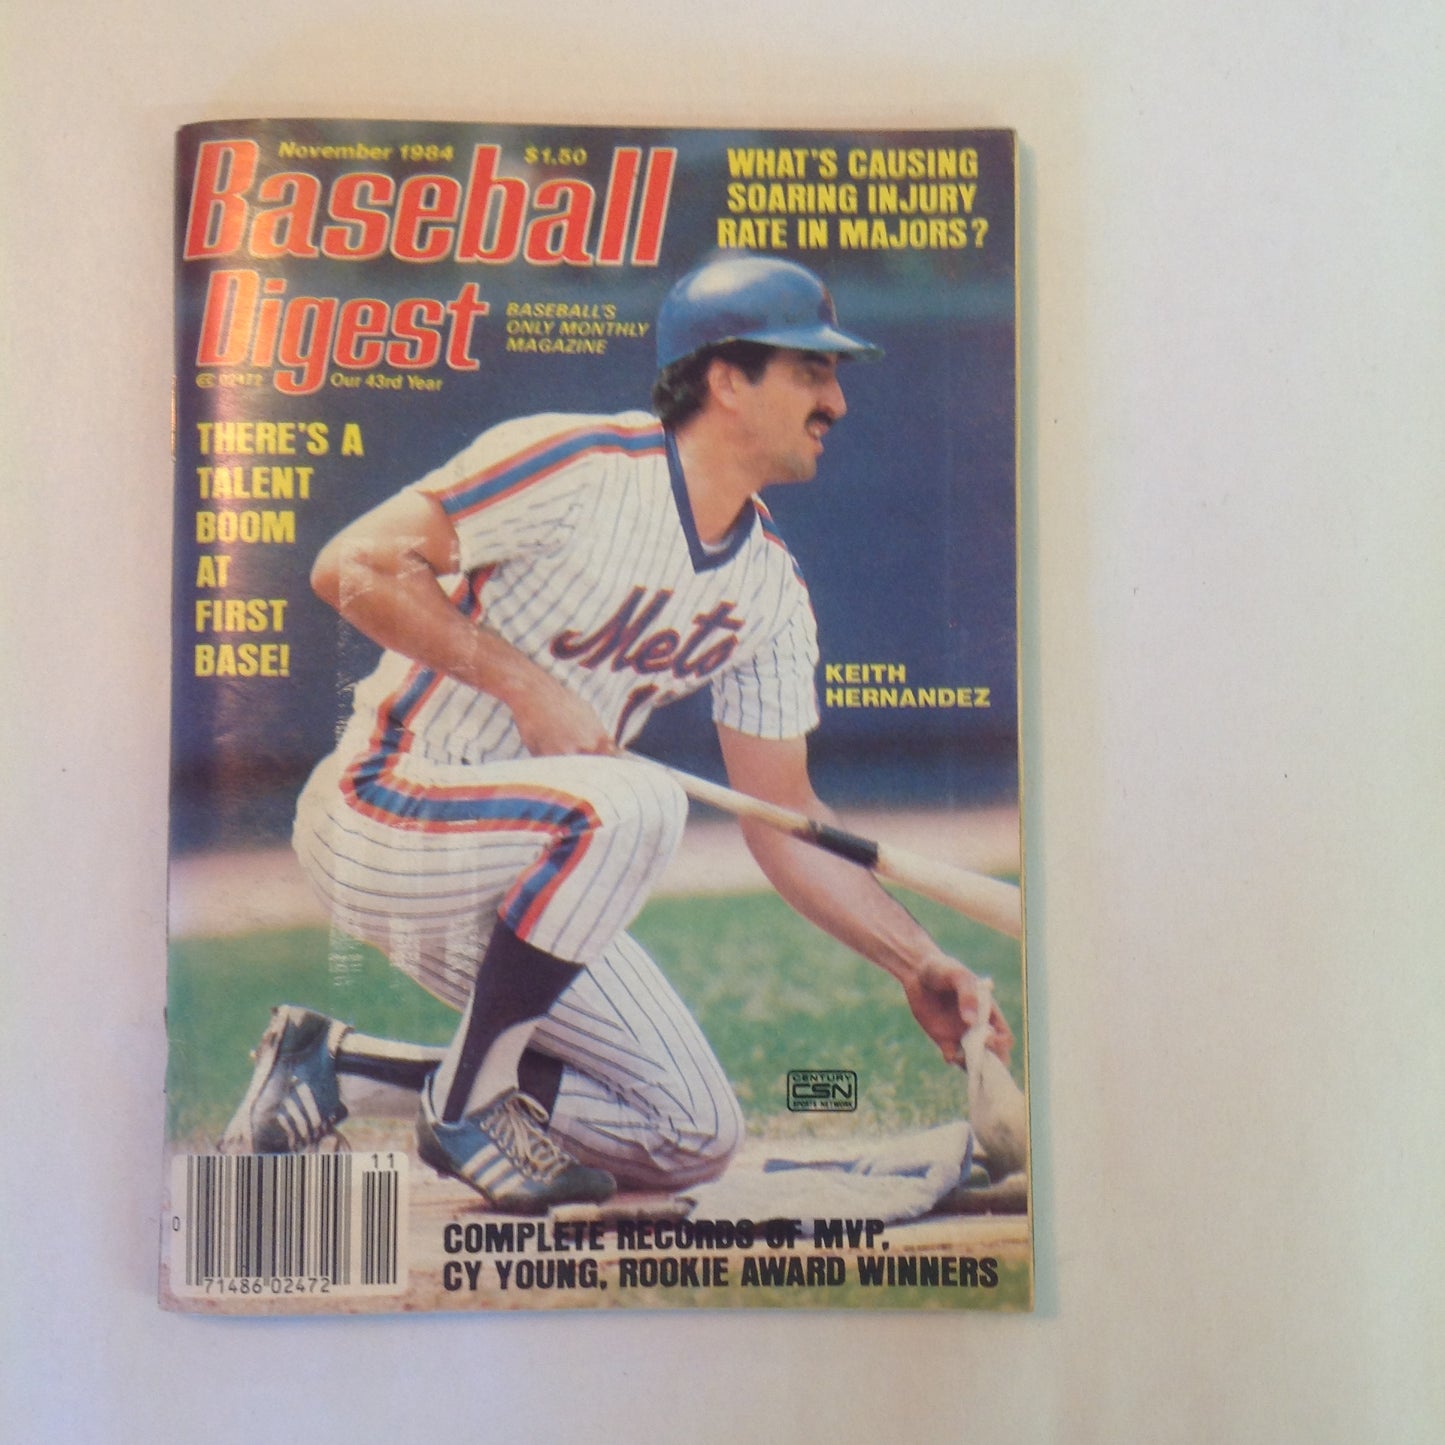 November 1984 $1.50
Baseball
Digest
BASEBALL'S
ONLY MONTHLY
MAGAZINE
02472 Our 43rd Year
WHAT'S CAUSING
SOARING INJURY
RATE IN MAJORS?
THERE'S A
TALENT
BOOM
AT
FIRST
BASE!
Mets
KEITH
HERNANDEZ
CENTURY
CSN
SPORTS NETWORK
11
0
71486 02472
COMPLETE RECORDS OF MVP,
CY YOUNG, ROOKIE AWARD WINNERS